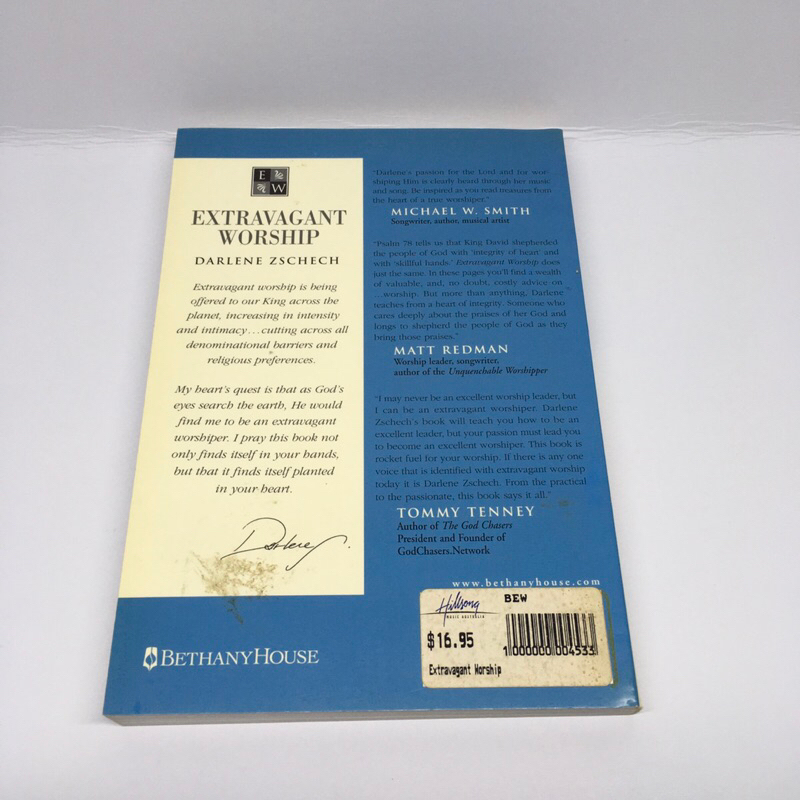 E
W
EXTRAVAGANT
WORSHIP
DARLENE ZSCHECH
Extravagant worship is being
offered to our King across the
planet, increasing in intensity
and intimacy…cutting across all
denominational barriers and
religious preferences.
My heart's quest is that as God's
eyes search the earth, He would
find me to be an extravagant
worshiper. I pray this book not
only finds itself in your hands,
but that it finds itself planted
in your heart.
Darlene
BETHANYHOUSE
"Darlene's passion for the Lord and for wor…
shiping Him is clearly heard through her music
and song. Be inspired as you read treasures from
the heart of a true worshiper."
MICHAEL W. SMITH
Songwriter, author, musical artist
"Psalm 78 tells us that King David shepherded
the people of God with 'integrity of heart' and
with 'skillful hands.' Extravagant Worship does
just the same. In these pages you'll find a wealth
of valuable, and, no doubt, costly advice on
…worship. But more than anything, Darlene
teaches from a heart of integrity. Someone who
cares deeply about the praises of her God and
longs to shepherd the people of God as they
bring those praises."
MATT REDMAN
Worship leader, songwriter,
author of the Unquenchable Worshipper
"I may never be an excellent worship leader, but
I can be an extravagant worshiper. Darlene
Zschech's book will teach you how to be an
excellent leader, but your passion must lead you
to become an excellent worshiper. This book is
rocket fuel for your worship. If there is any one
voice that is identified with extravagant worship
today it is Darlene Zschech. From the practical
to the passionate, this book says it all."
TOMMY TENNEY
Author of The God Chasers
President and Founder of
GodChasers.Network
www.bethanyhouse.com
Hillsong
MUSIC AUSTRALIA
BEW
$16.95
1000000004533
Extravagant Worship